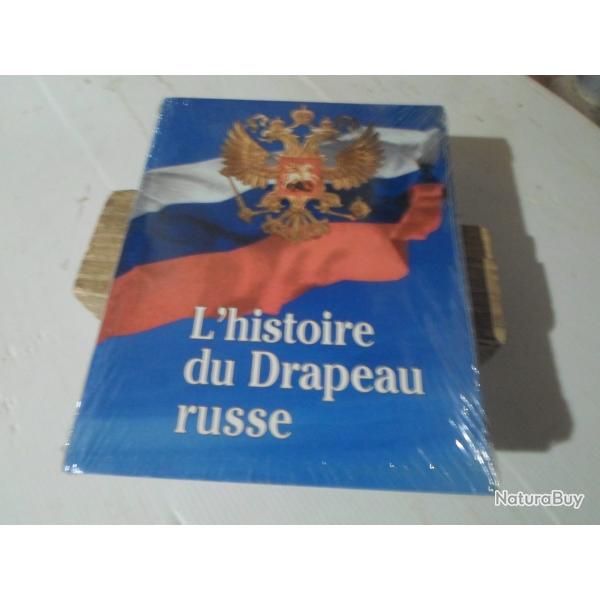 L'histoire
du Drapeau
russe
NaturaBuy